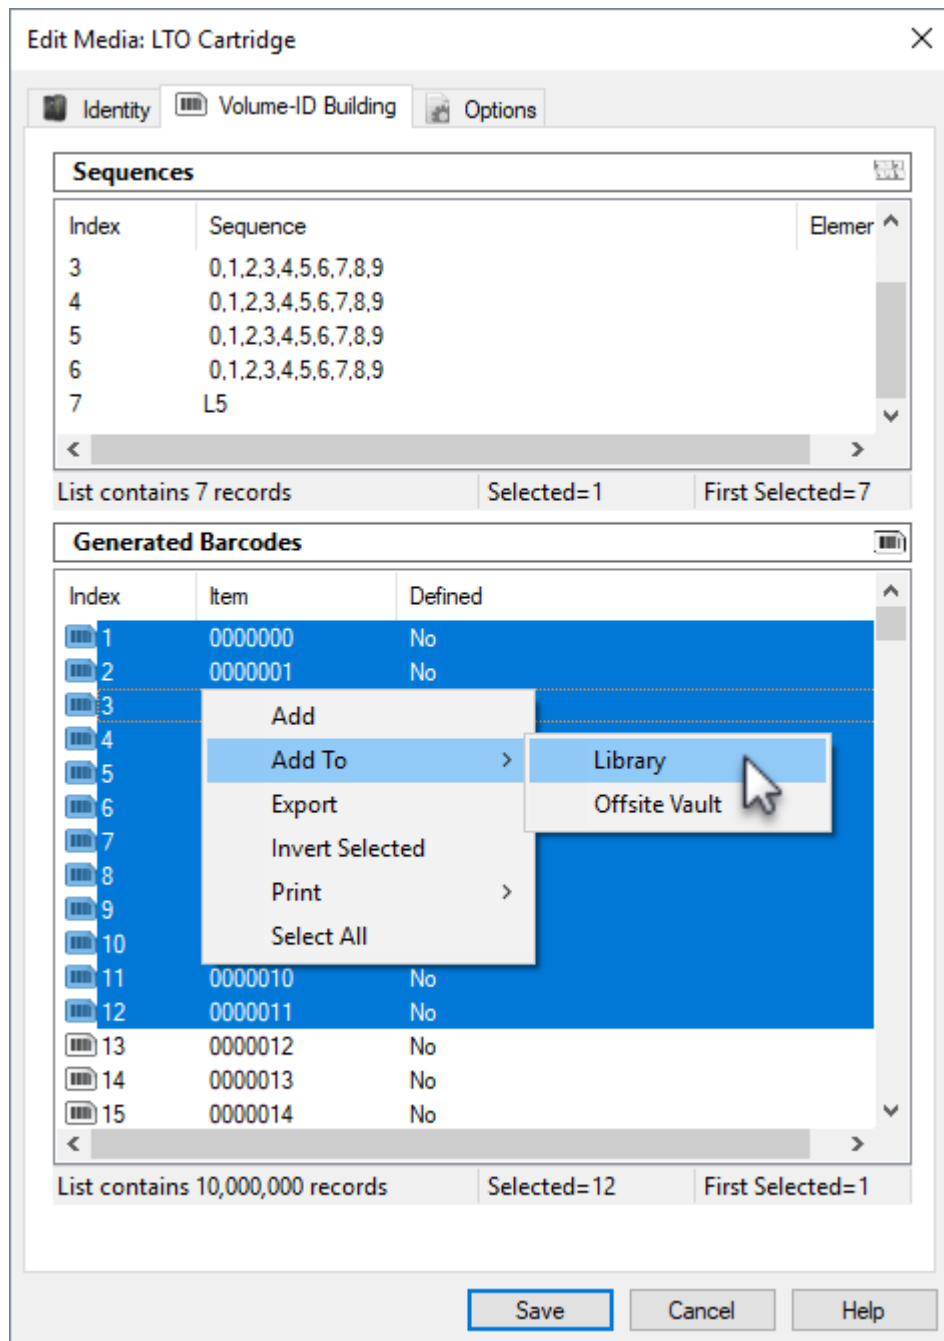 Edit Media: LTO Cartridge
Identity Volume-ID Building Options
Sequences
Index Sequence Elemer
3 0,1,2,3,4,5,6,7,8,9
4 0,1,2,3,4,5,6,7,8,9
5 0,1,2,3,4,5,6,7,8,9
6 0,1,2,3,4,5,6,7,8,9
7 L5
List contains 7 records Selected=1 First Selected=7
Generated Barcodes
Index Item Defined
1 0000000 No
2 0000001 No
3
4
5
6
7
8
9
10
Add
Add To
Export
Invert Selected
Print
Select All
Library
Offsite Vault
11 0000010 No
12 0000011 No
13 0000012 No
14 0000013 No
15 0000014 No
List contains 10,000,000 records Selected=12 First Selected=1
Save Cancel Help